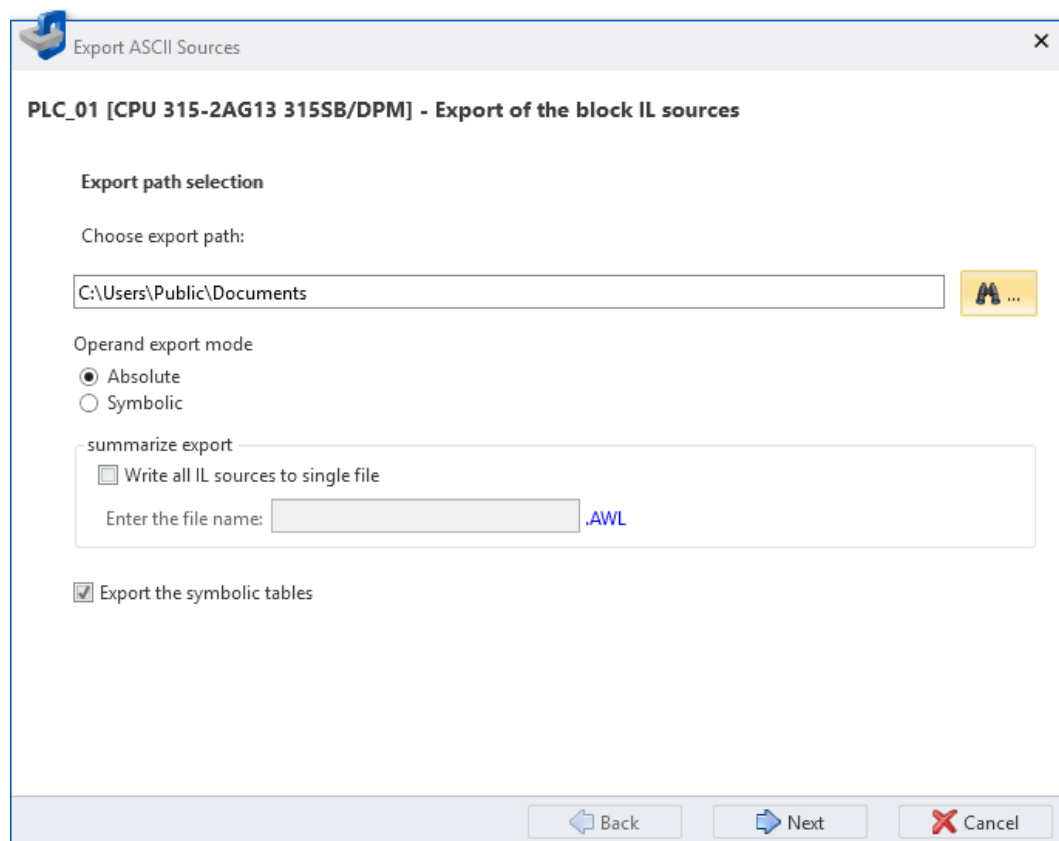 Export ASCII Sources
PLC_01 [CPU 315-2AG13 315SB/DPM] - Export of the block IL sources
Export path selection
Choose export path:
C:\Users\Public\Documents
...
Operand export mode
Absolute
Symbolic
summarize export
Write all IL sources to single file
Enter the file name: .AWL
Export the symbolic tables
Back Next Cancel